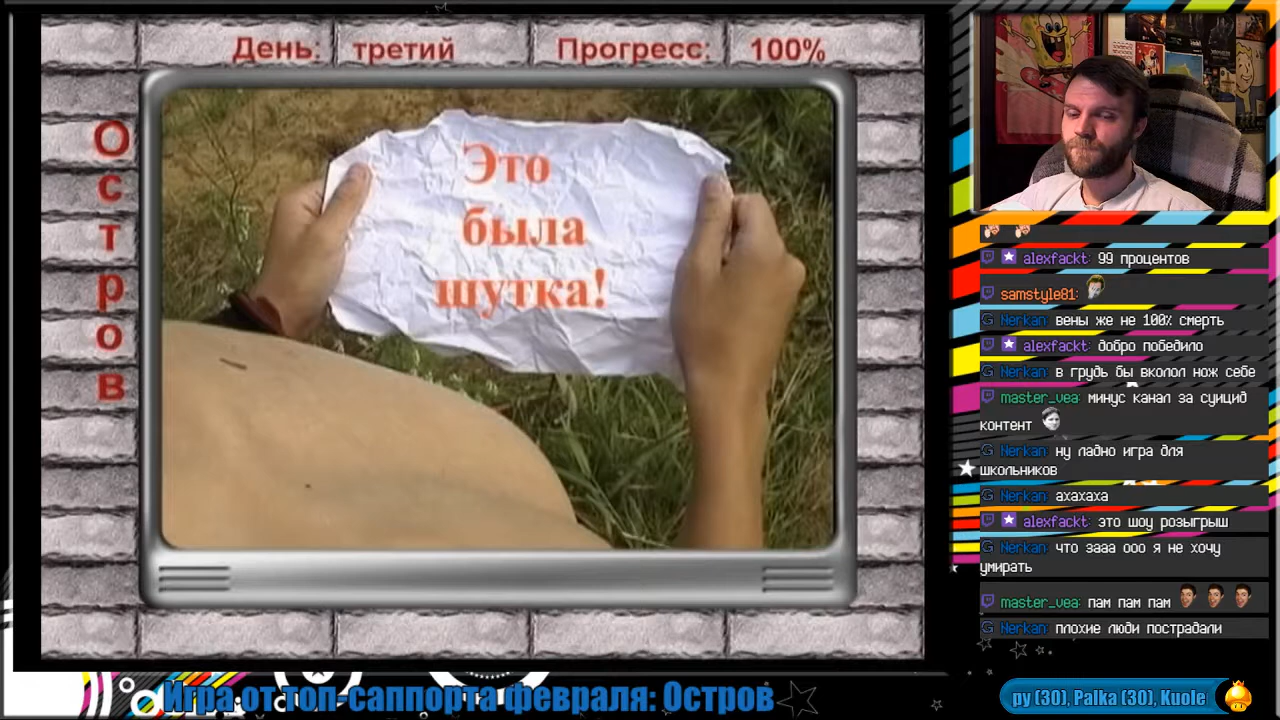 День: третий Прогресс: 100%
О
с
т
р
о
в
Это
была
шутка!
alexfackt: 99 процентов
samstyle81:
Nerkan: вены же не 100% смерть
alexfackt: добро победило
Nerkan: в грудь бы вколол нож себе
master_vea: минус канал за суицид
контент
Nerkan: ну ладно игра для
школьников
Nerkan: ахахаха
alexfackt: это шоу розыгрыш
Nerkan: что зааа ооо я не хочу
умирать
master_vea: пам пам пам
Nerkan: плохие люди пострадали
Игра от топ-саппорта февраля: Остров
ру (30), Palka (30), Kuole